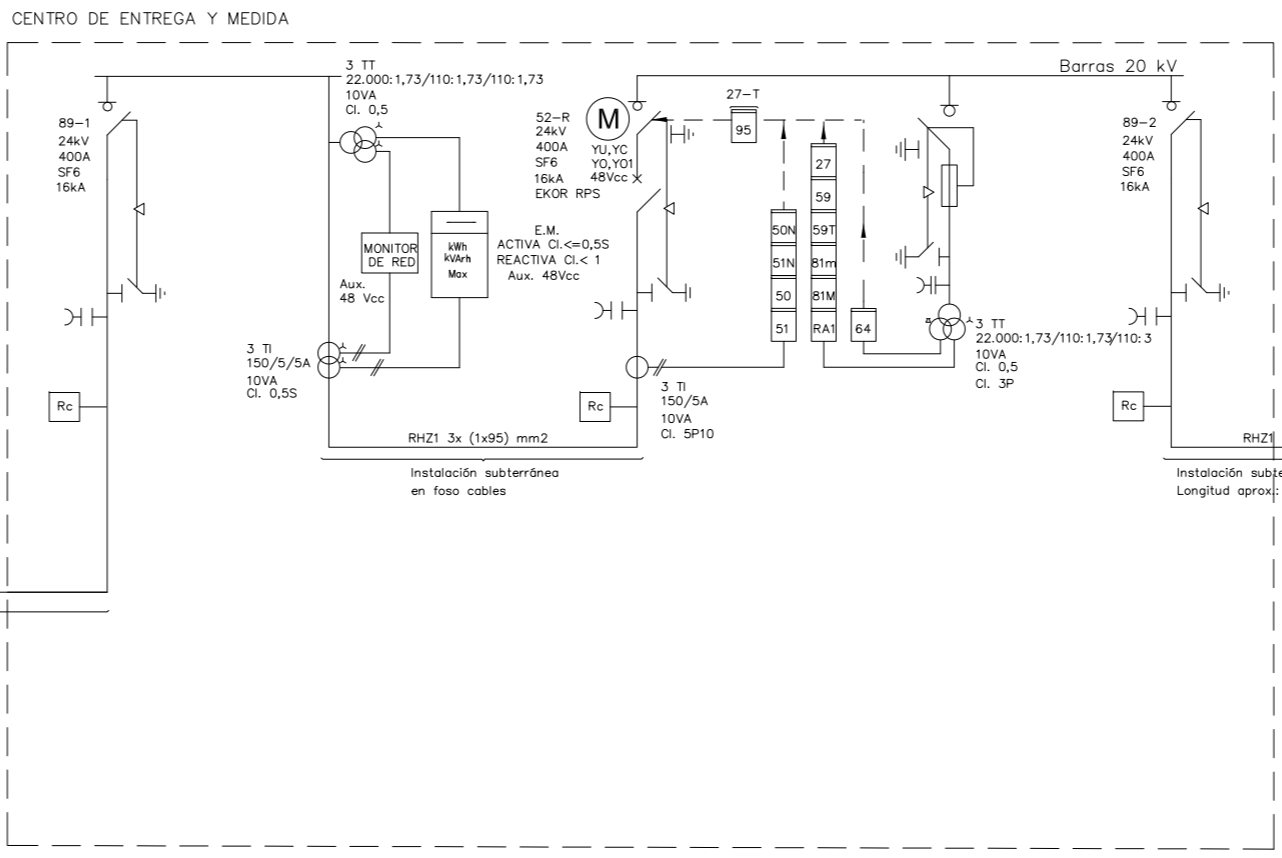 CENTRO DE ENTREGA Y MEDIDA
89-1
24kV
400A
SF6
16kA
Rc
3 TT
22.000:1,73/110:1,73/110:1,73
10VA
Cl. 0,5
MONITOR
DE RED
Aux.
48 Vcc
kWh
kVArh
Max
E.M.
ACTIVA Cl.<=0,5S
REACTIVA Cl.< 1
Aux. 48Vcc
3 TI
150/5/5A
10VA
Cl. 0,5S
RHZ1 3x (1x95) mm2
Instalación subterránea
en foso cables
52-R
24kV
400A
SF6
16kA
EKOR RPS
M
YU,YC
YO,YO1
48Vcc
Rc
3 TI
150/5A
10VA
Cl. 5P10
27-T
95
50N
51N
50
51
27
59
59T
81m
81M
RA1
64
Barras 20 kV
3 TT
22.000:1,73/110:1,73/110:3
10VA
Cl. 0,5
Cl. 3P
89-2
24kV
400A
SF6
16kA
Rc
RHZ1
Instalación subte
Longitud aprox.: